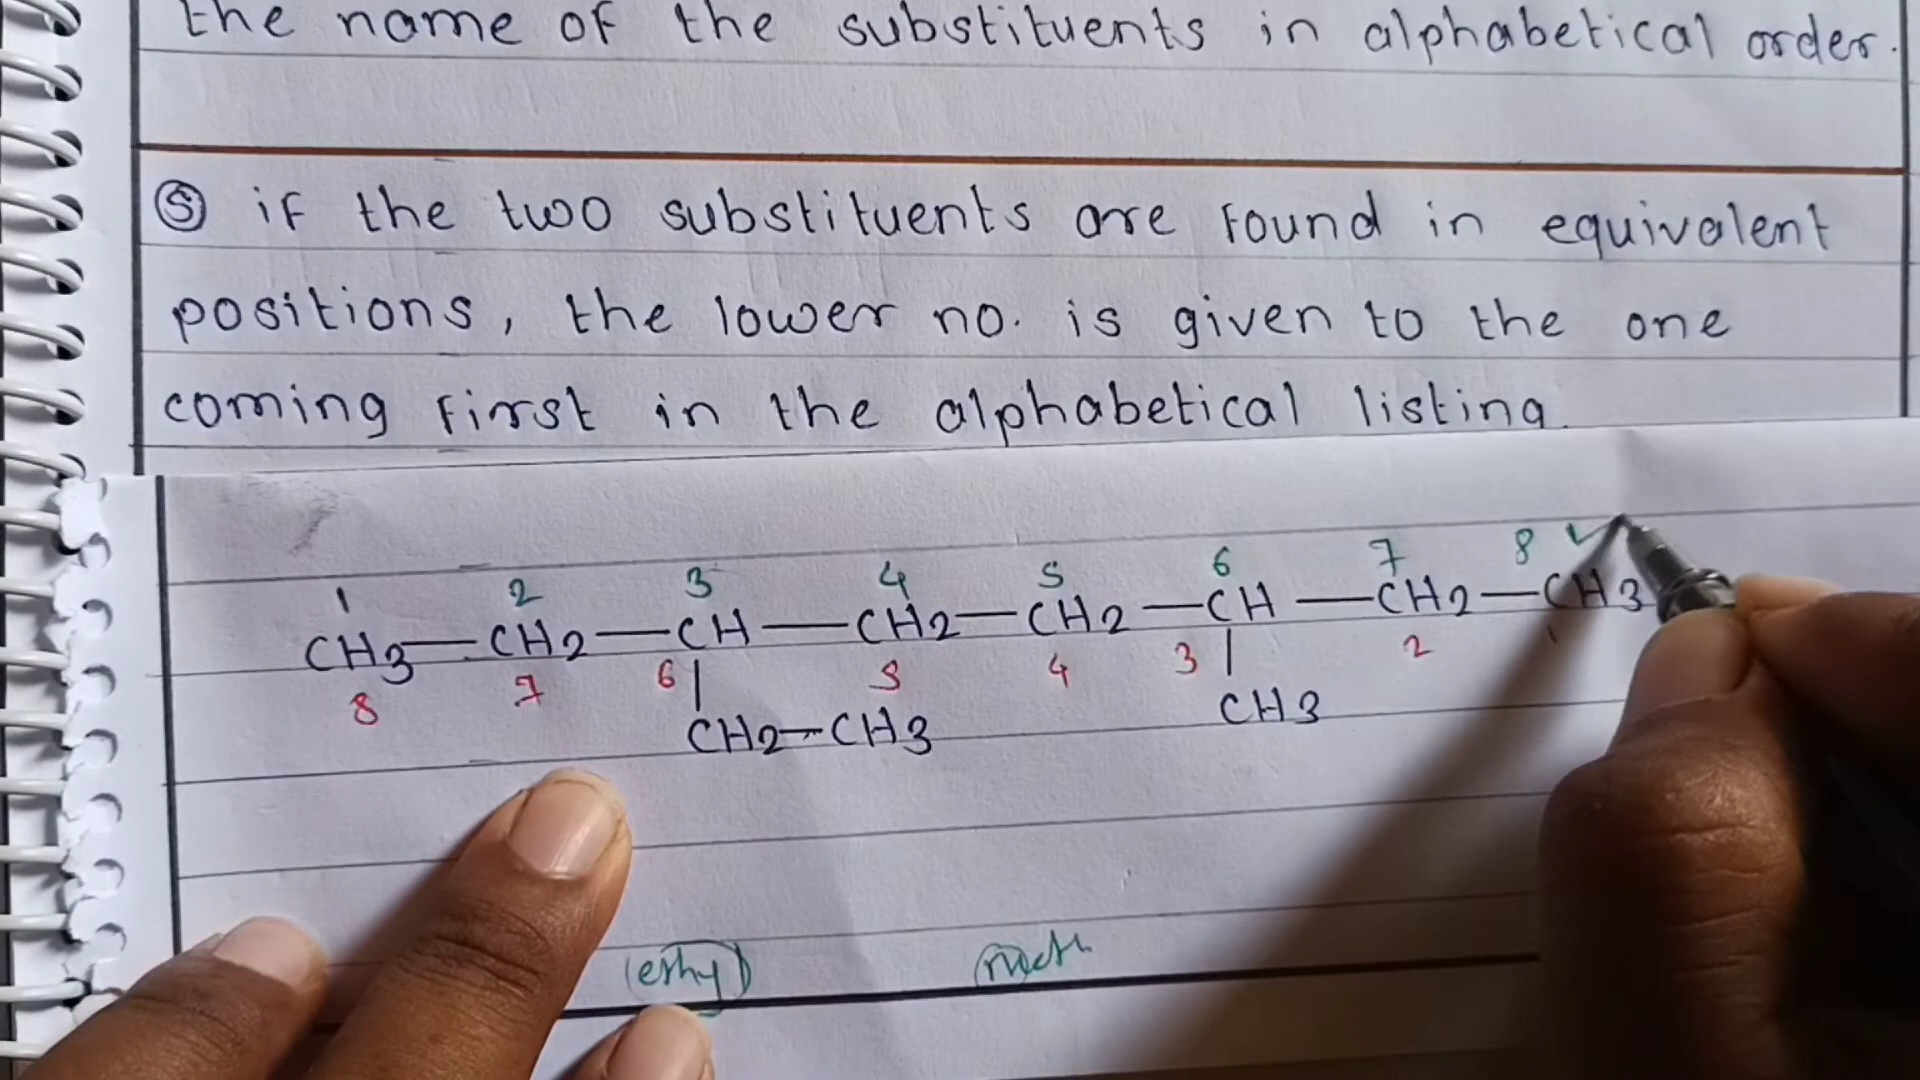 the name of the substituents in alphabetical order.
⑤ if the two substituents are found in equivalent
positions, the lower no. is given to the one
coming first in the alphabetical listing.
1 2 3 4 5 6 7 8 ✓
CH3—CH2—CH—CH2—CH2—CH—CH2—CH3
8 7 6 | 5 4 3 | 2 1
CH2—CH3 CH3
(ethyl) meth